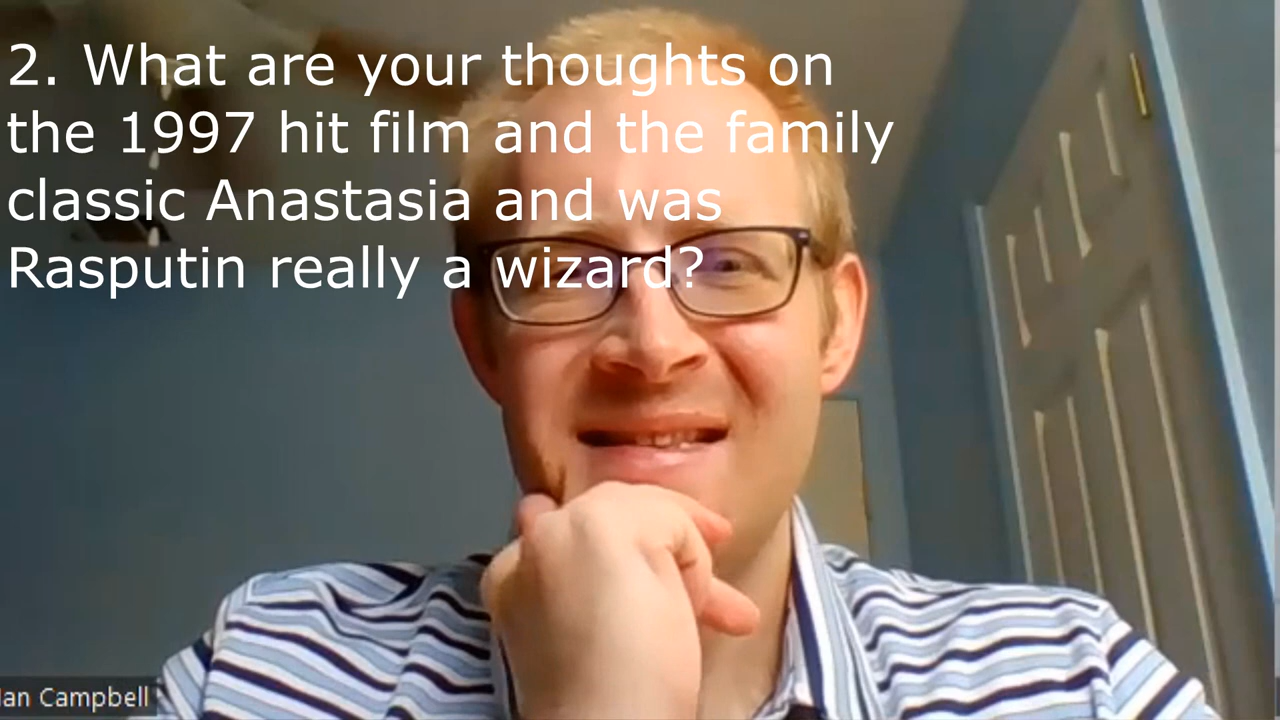 2. What are your thoughts on
the 1997 hit film and the family
classic Anastasia and was
Rasputin really a wizard?
Ian Campbell